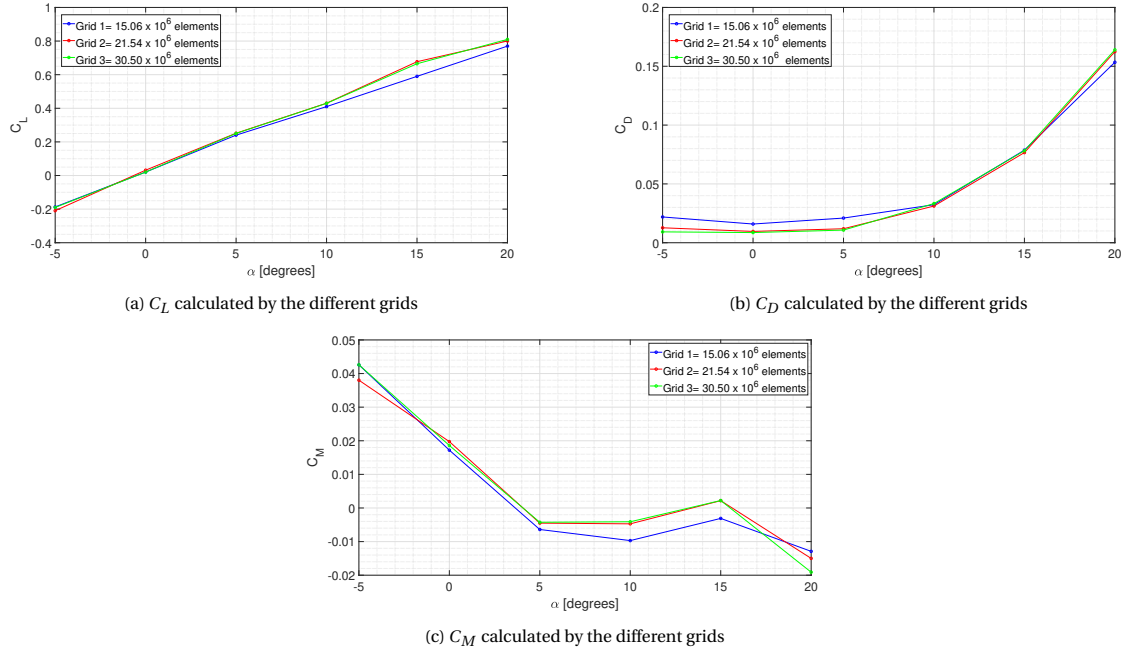 1
0.8
0.6
0.4
0.2
0
-0.2
-0.4
C_L
-5 0 5 10 15 20
α [degrees]
Grid 1= 15.06 x 10^6 elements
Grid 2= 21.54 x 10^6 elements
Grid 3= 30.50 x 10^6 elements
(a) C_L calculated by the different grids
0.2
0.15
0.1
0.05
0
C_D
-5 0 5 10 15 20
α [degrees]
Grid 1= 15.06 x 10^6 elements
Grid 2= 21.54 x 10^6 elements
Grid 3= 30.50 x 10^6 elements
(b) C_D calculated by the different grids
0.05
0.04
0.03
0.02
0.01
0
-0.01
-0.02
C_M
-5 0 5 10 15 20
α [degrees]
Grid 1= 15.06 x 10^6 elements
Grid 2= 21.54 x 10^6 elements
Grid 3= 30.50 x 10^6 elements
(c) C_M calculated by the different grids